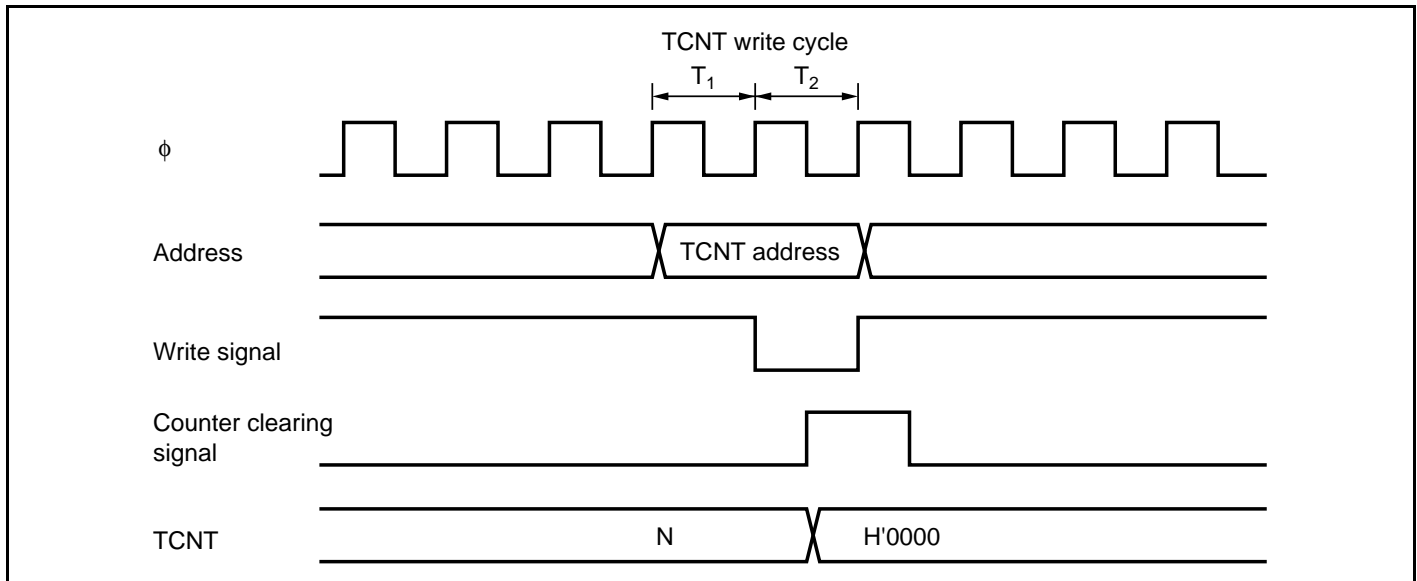 TCNT write cycle
T1 T2
ϕ
Address
TCNT address
Write signal
Counter clearing
signal
TCNT
N
H'0000